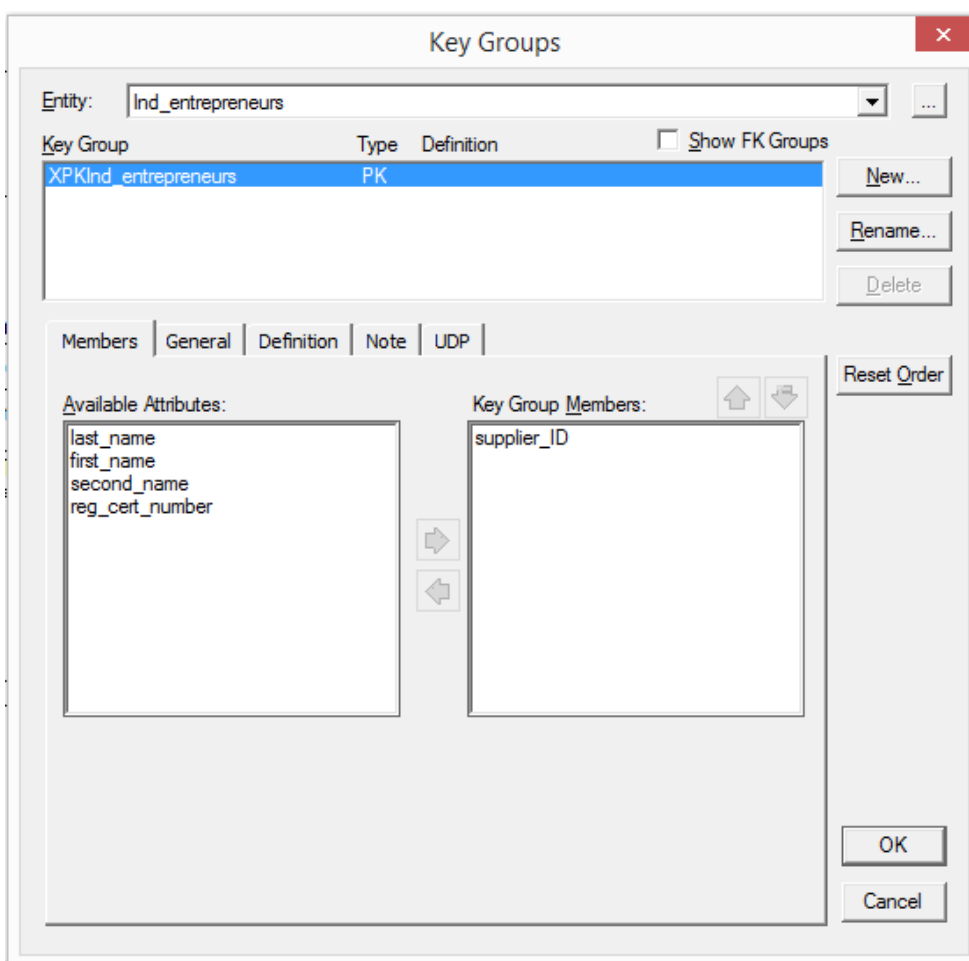 Key Groups
Entity: Ind_entrepreneurs ...
Key Group Type Definition Show FK Groups
XPKInd_entrepreneurs PK
New...
Rename...
Delete
Members General Definition Note UDP
Reset Order
Available Attributes: Key Group Members:
last_name supplier_ID
first_name
second_name
reg_cert_number
OK
Cancel